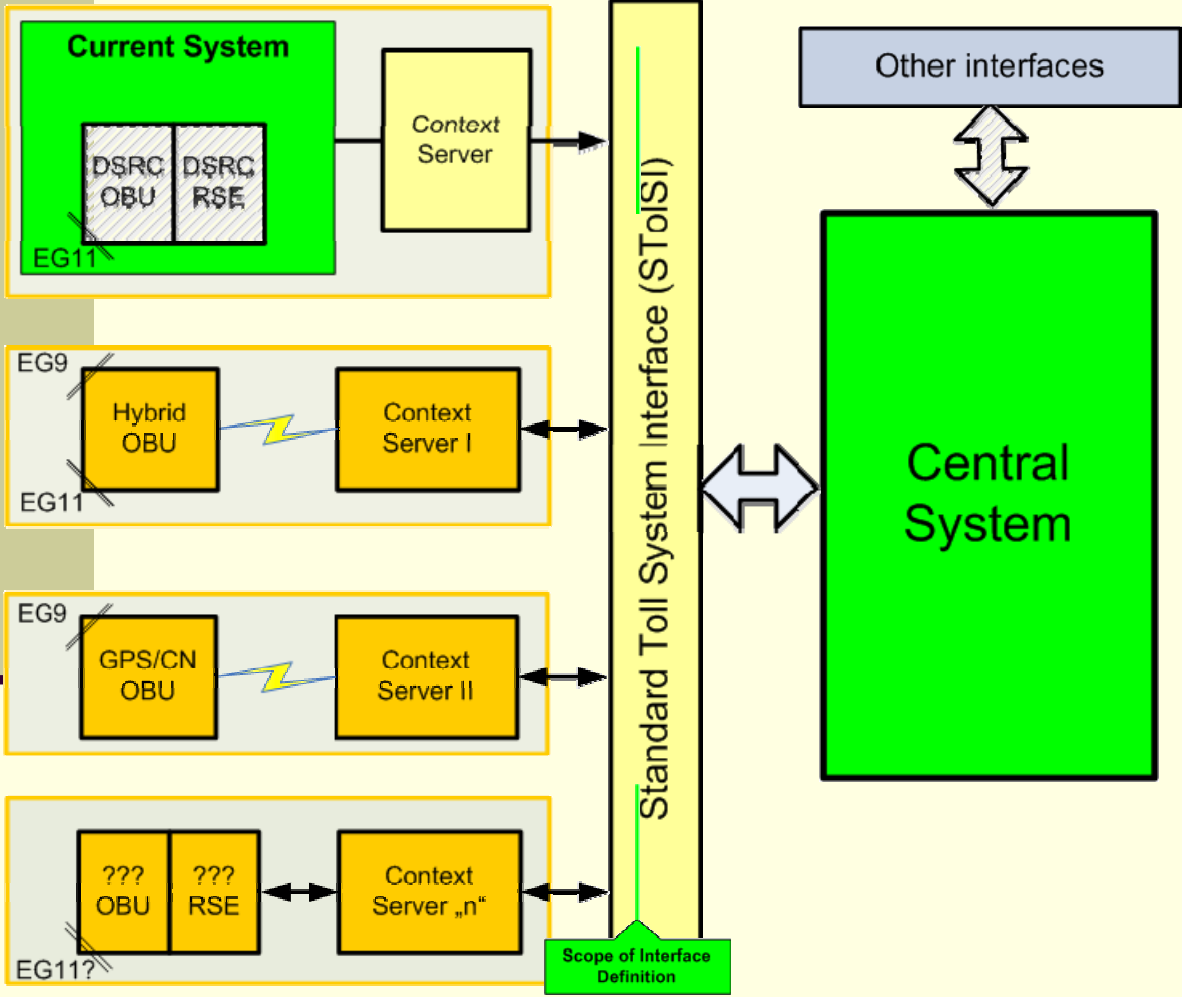 Current System
DSRC
OBU
DSRC
RSE
EG11
Context
Server
EG9
Hybrid
OBU
EG11
Context
Server I
EG9
GPS/CN
OBU
Context
Server II
???
OBU
???
RSE
EG11?
Context
Server „n“
Standard Toll System Interface (STolSI)
Scope of Interface
Definition
Other interfaces
Central
System